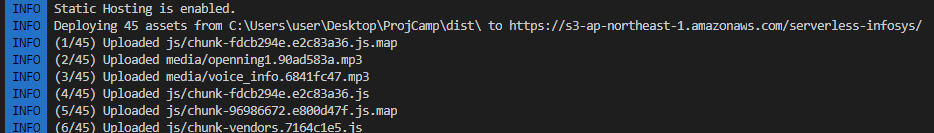 INFO Static Hosting is enabled.
INFO Deploying 45 assets from C:\Users\user\Desktop\ProjCamp\dist\ to https://s3-ap-northeast-1.amazonaws.com/serverless-infosys/
INFO (1/45) Uploaded js/chunk-fdcb294e.e2c83a36.js.map
INFO (2/45) Uploaded media/openning1.90ad583a.mp3
INFO (3/45) Uploaded media/voice_info.6841fc47.mp3
INFO (4/45) Uploaded js/chunk-fdcb294e.e2c83a36.js
INFO (5/45) Uploaded js/chunk-96986672.e800d47f.js.map
INFO (6/45) Uploaded js/chunk-vendors.7164c1e5.js